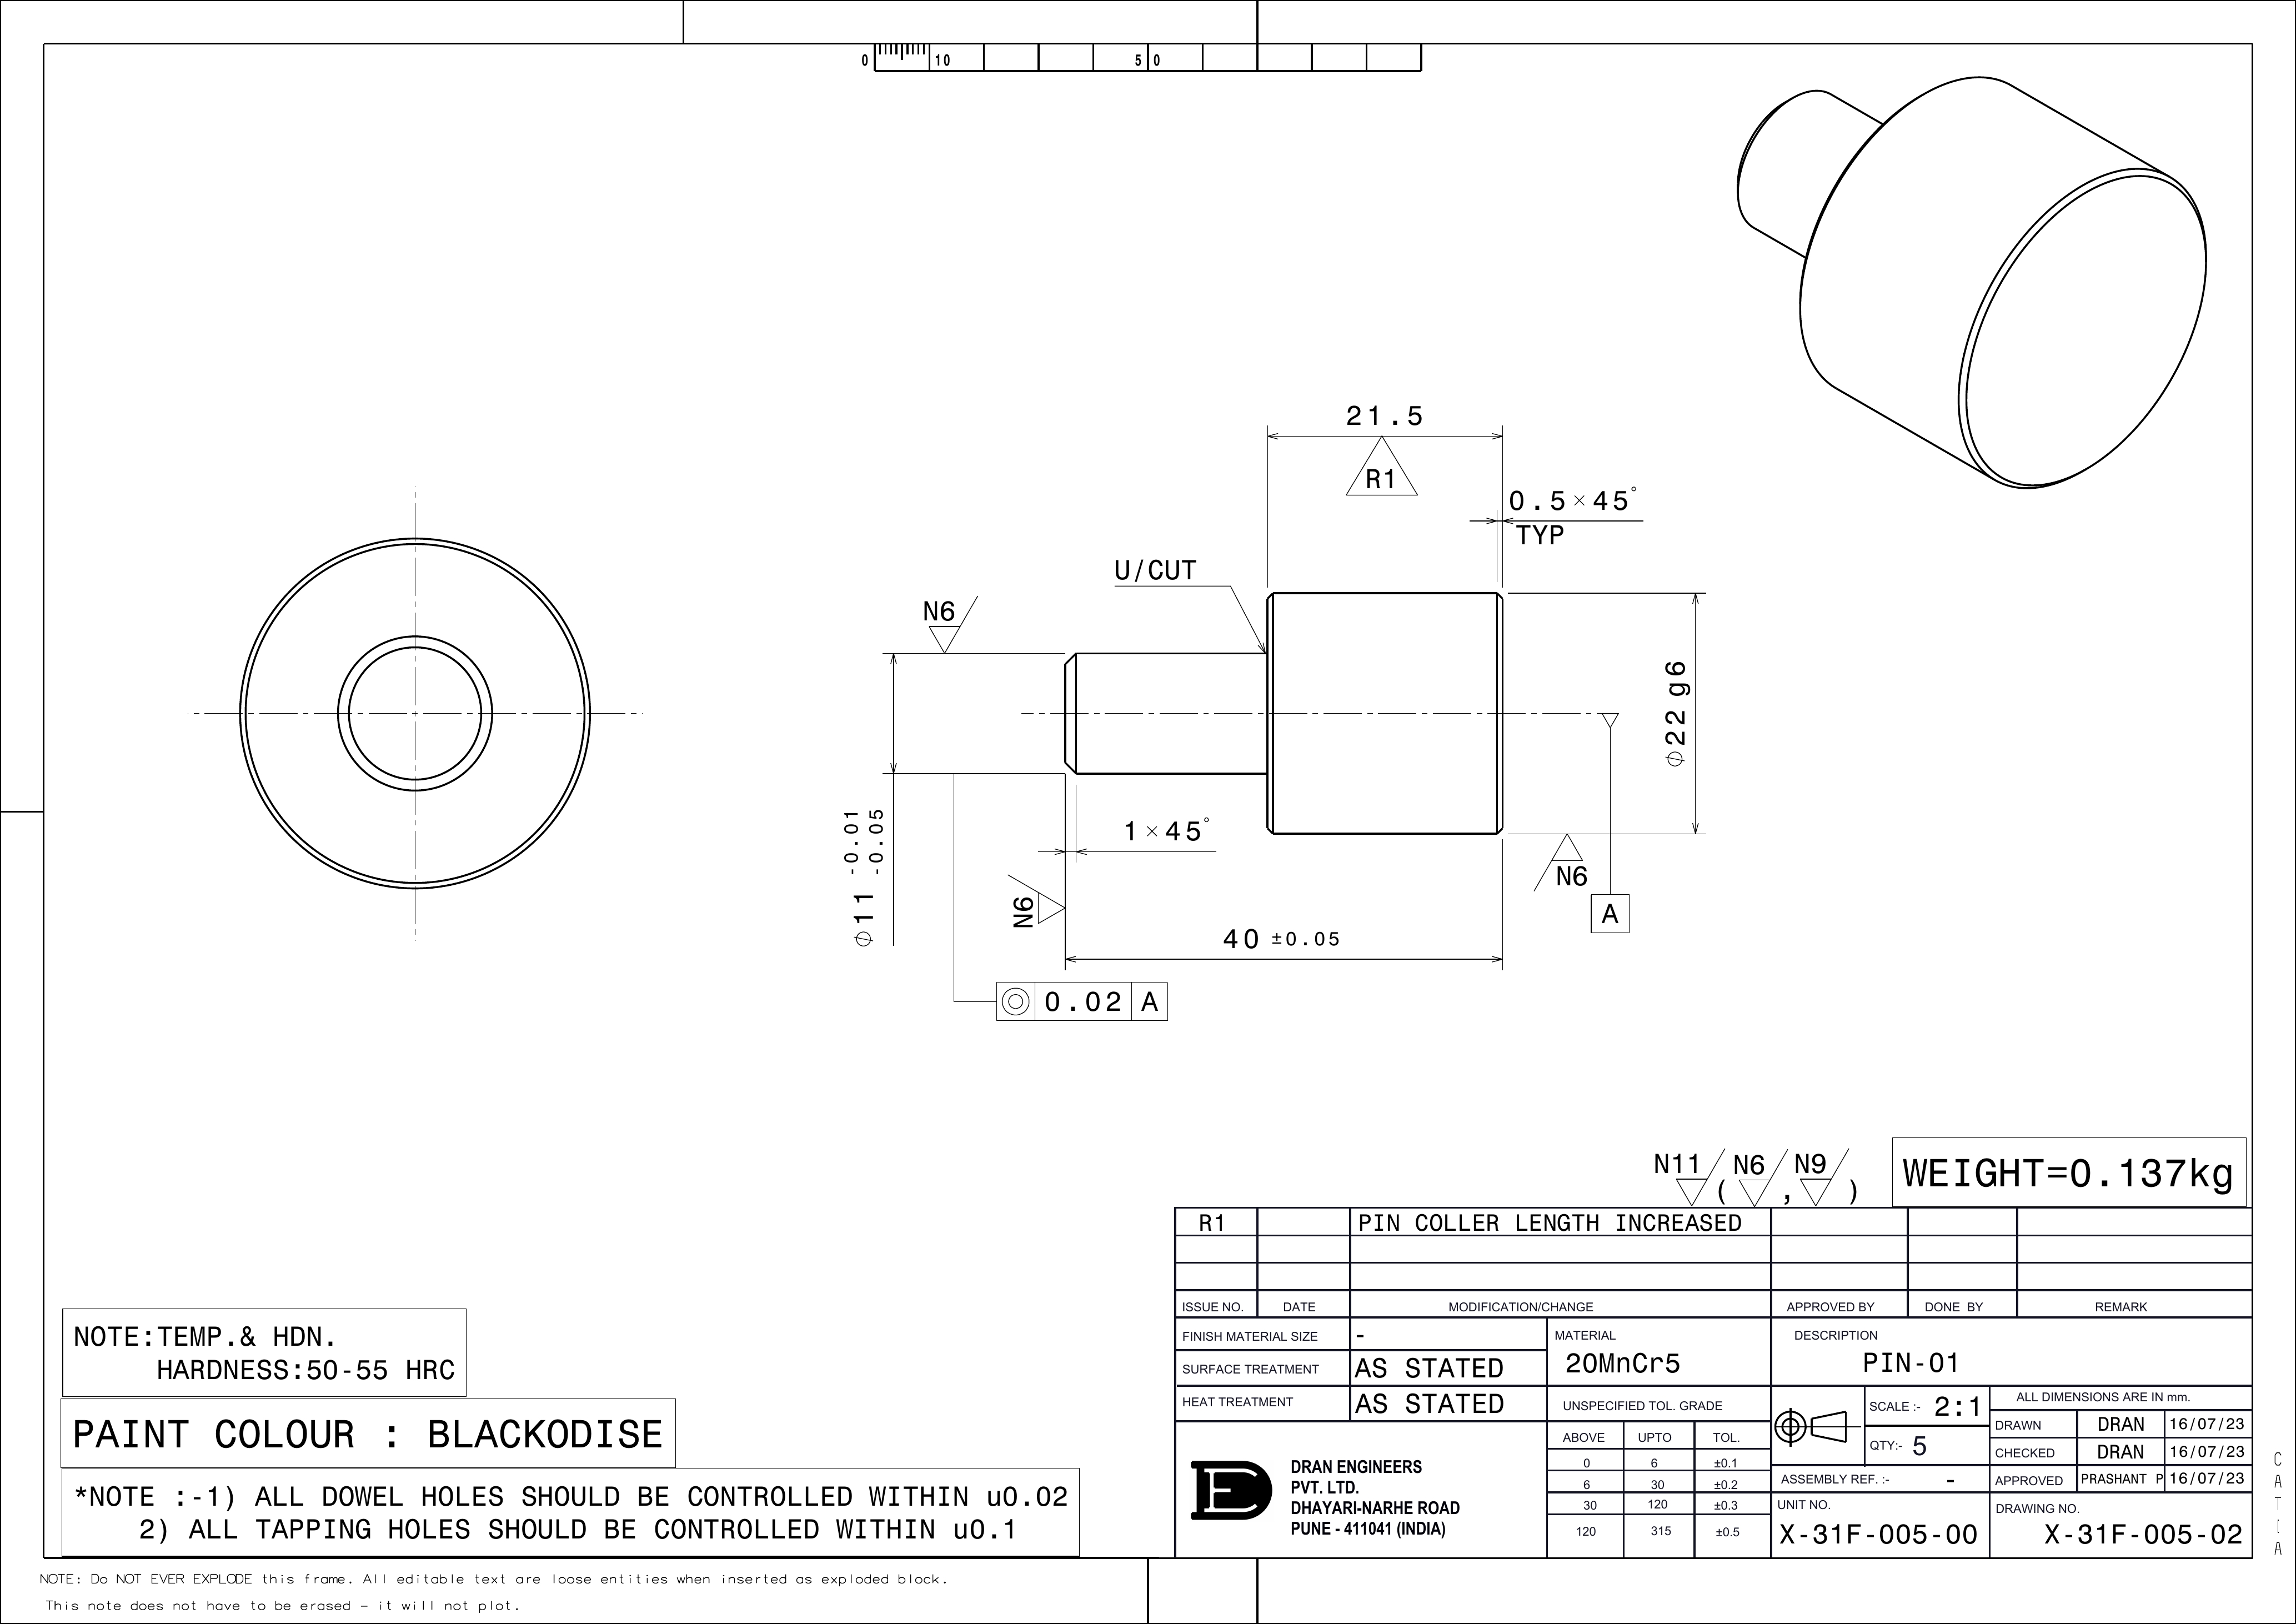 0 10 50
21.5
R1
0.5×45°
TYP
U/CUT
N6
⌀22 g6
⌀11 -0.01
-0.05
1×45°
N6
N6
A
40 ±0.05
◎ 0.02 A
N11 ( N6 , N9 )
WEIGHT=0.137kg
R1 PIN COLLER LENGTH INCREASED
ISSUE NO. DATE MODIFICATION/CHANGE APPROVED BY DONE BY REMARK
FINISH MATERIAL SIZE -
SURFACE TREATMENT AS STATED
HEAT TREATMENT AS STATED
MATERIAL
20MnCr5
DESCRIPTION
PIN-01
UNSPECIFIED TOL. GRADE
ABOVE UPTO TOL.
0 6 ±0.1
6 30 ±0.2
30 120 ±0.3
120 315 ±0.5
SCALE :- 2:1
QTY:- 5
ALL DIMENSIONS ARE IN mm.
DRAWN DRAN 16/07/23
CHECKED DRAN 16/07/23
APPROVED PRASHANT P 16/07/23
ASSEMBLY REF. :- -
UNIT NO.
X-31F-005-00
DRAWING NO.
X-31F-005-02
DRAN ENGINEERS
PVT. LTD.
DHAYARI-NARHE ROAD
PUNE - 411041 (INDIA)
NOTE:TEMP.& HDN.
HARDNESS:50-55 HRC
PAINT COLOUR : BLACKODISE
*NOTE :-1) ALL DOWEL HOLES SHOULD BE CONTROLLED WITHIN u0.02
2) ALL TAPPING HOLES SHOULD BE CONTROLLED WITHIN u0.1
CATIA
NOTE: Do NOT EVER EXPLODE this frame. All editable text are loose entities when inserted as exploded block.
This note does not have to be erased – it will not plot.